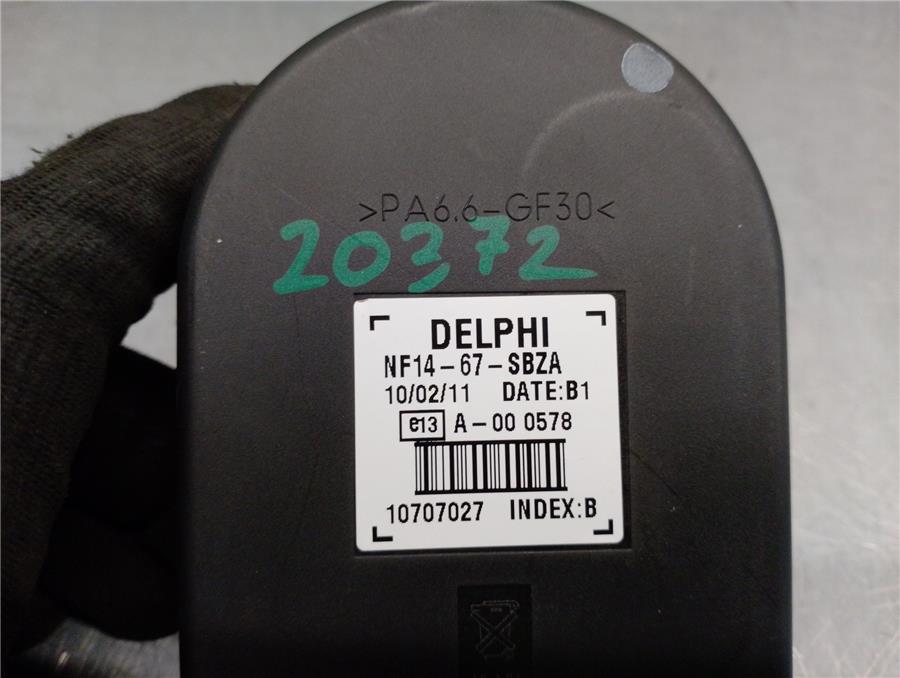 >PA6.6-GF30<
20372
DELPHI
NF14-67-SBZA
10/02/11 DATE:B1
e13 A-00 0578
10707027 INDEX:B